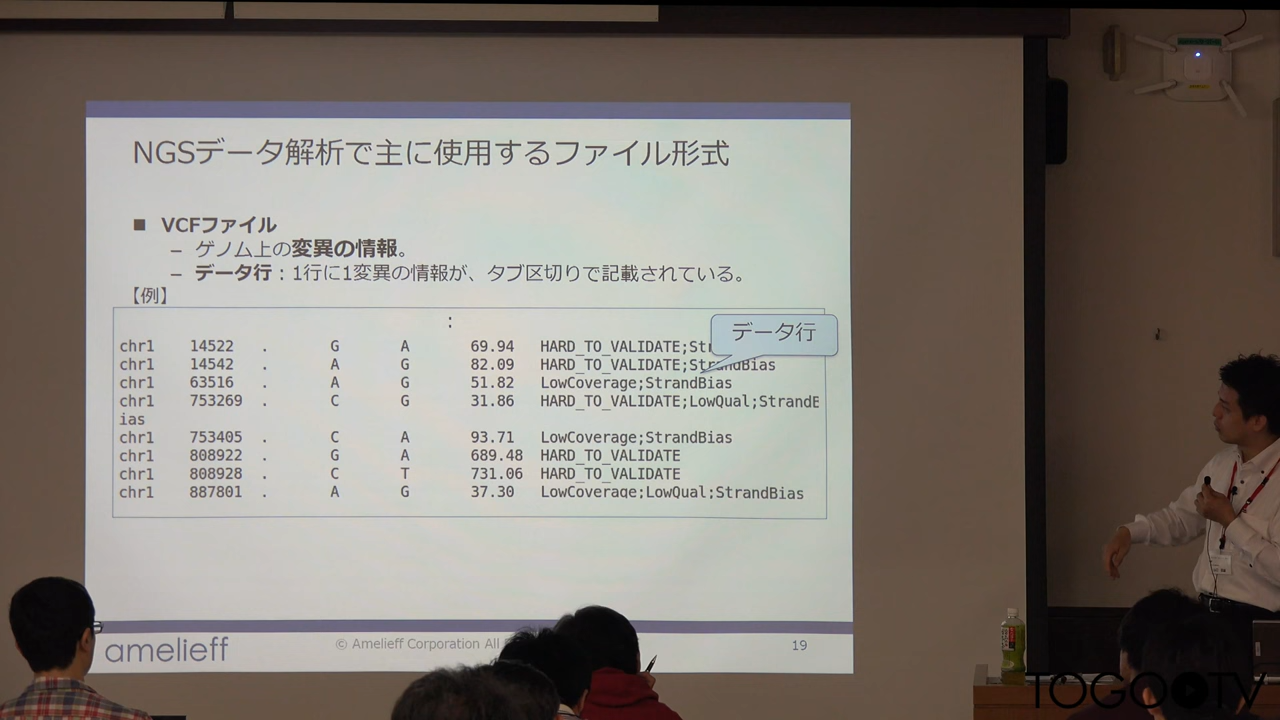 NGSデータ解析で主に使用するファイル形式
■ VCFファイル
– ゲノム上の変異の情報。
– データ行：1行に1変異の情報が、タブ区切りで記載されている。
【例】
:
データ行
chr1 14522 . G A 69.94 HARD_TO_VALIDATE;Str
chr1 14542 . A G 82.09 HARD_TO_VALIDATE;StrandBias
chr1 63516 . A G 51.82 LowCoverage;StrandBias
chr1 753269 . C G 31.86 HARD_TO_VALIDATE;LowQual;StrandB
ias
chr1 753405 . C A 93.71 LowCoverage;StrandBias
chr1 808922 . G A 689.48 HARD_TO_VALIDATE
chr1 808928 . C T 731.06 HARD_TO_VALIDATE
chr1 887801 . A G 37.30 LowCoverage;LowQual;StrandBias
amelieff
© Amelieff Corporation All
19
TOGOTV